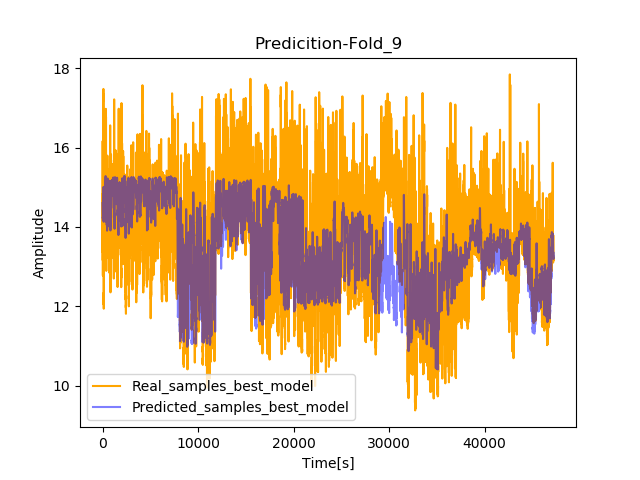 Predicition-Fold_9
18
16
14
12
10
Amplitude
Real_samples_best_model
Predicted_samples_best_model
0 10000 20000 30000 40000
Time[s]